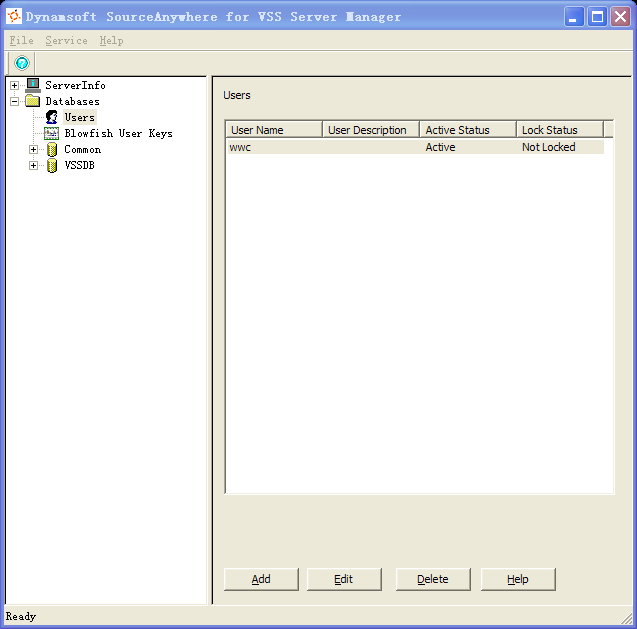 Dynamsoft SourceAnywhere for VSS Server Manager
File Service Help
ServerInfo
Databases
Users
Blowfish User Keys
Common
VSSDB
Users
User Name User Description Active Status Lock Status
wwc Active Not Locked
Add Edit Delete Help
Ready